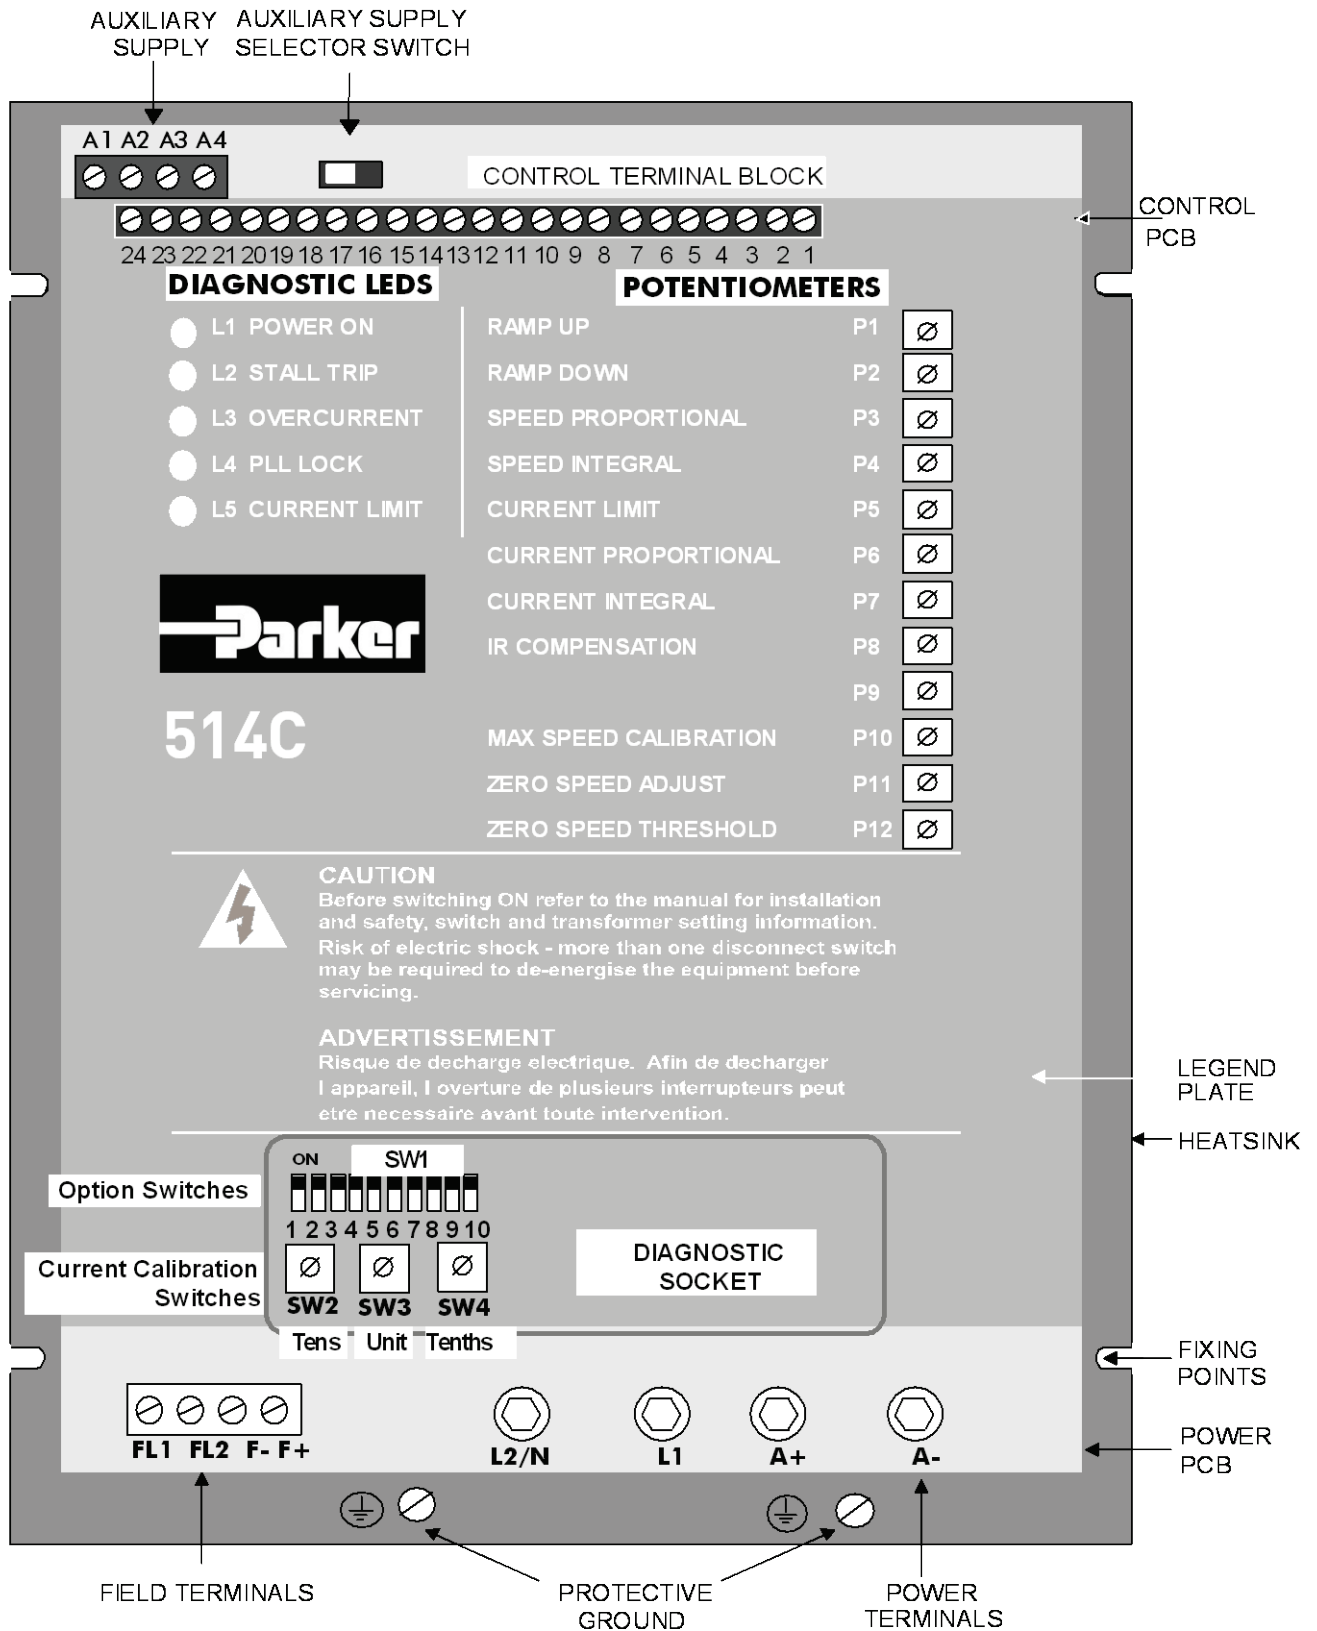 AUXILIARY
SUPPLY
AUXILIARY SUPPLY
SELECTOR SWITCH
A1 A2 A3 A4
CONTROL TERMINAL BLOCK
CONTROL
PCB
24 23 22 21 20 19 18 17 16 15 14 13 12 11 10 9 8 7 6 5 4 3 2 1
DIAGNOSTIC LEDS
L1 POWER ON
L2 STALL TRIP
L3 OVERCURRENT
L4 PLL LOCK
L5 CURRENT LIMIT
POTENTIOMETERS
RAMP UP P1
RAMP DOWN P2
SPEED PROPORTIONAL P3
SPEED INTEGRAL P4
CURRENT LIMIT P5
CURRENT PROPORTIONAL P6
CURRENT INTEGRAL P7
IR COMPENSATION P8
P9
MAX SPEED CALIBRATION P10
ZERO SPEED ADJUST P11
ZERO SPEED THRESHOLD P12
Parker
514C
CAUTION
Before switching ON refer to the manual for installation
and safety, switch and transformer setting information.
Risk of electric shock - more than one disconnect switch
may be required to de-energise the equipment before
servicing.
ADVERTISSEMENT
Risque de decharge electrique. Afin de decharger
l appareil, l overture de plusieurs interrupteurs peut
etre necessaire avant toute intervention.
LEGEND
PLATE
HEATSINK
ON SW1
Option Switches
1 2 3 4 5 6 7 8 9 10
Current Calibration
Switches
SW2 SW3 SW4
Tens Unit Tenths
DIAGNOSTIC
SOCKET
FIXING
POINTS
FL1 FL2 F- F+
L2/N L1 A+ A-
POWER
PCB
FIELD TERMINALS
PROTECTIVE
GROUND
POWER
TERMINALS